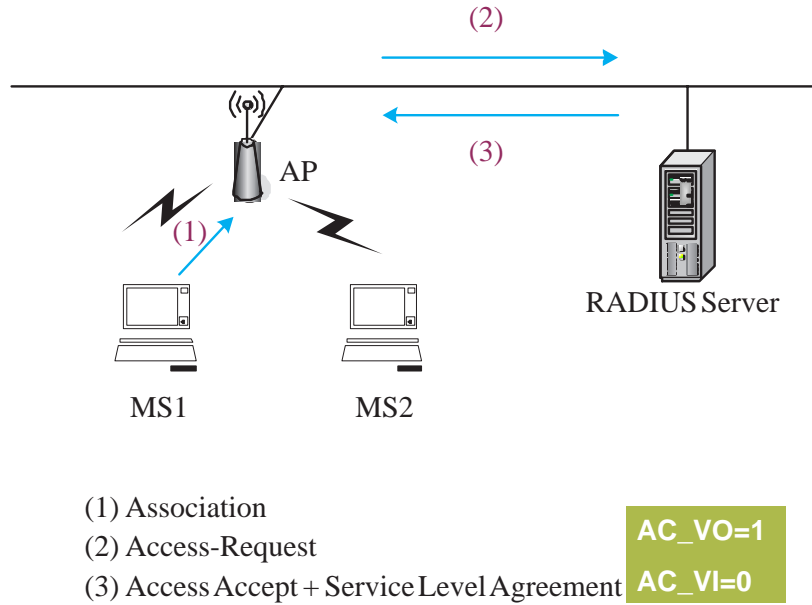 (2)
(3)
AP
(1)
RADIUS Server
MS1
MS2
(1) Association
(2) Access-Request
(3) Access Accept + Service Level Agreement
AC_VO=1
AC_VI=0